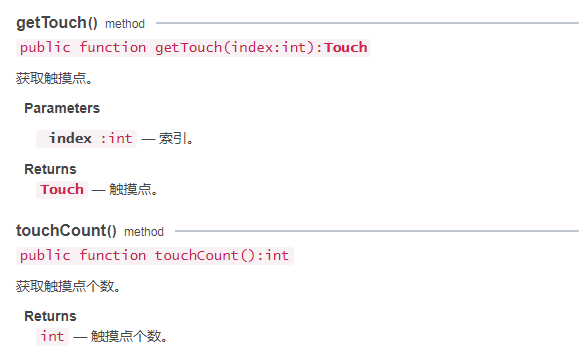 getTouch() method
public function getTouch(index:int):Touch
获取触摸点。
Parameters
index :int — 索引。
Returns
Touch — 触摸点。
touchCount() method
public function touchCount():int
获取触摸点个数。
Returns
int — 触摸点个数。